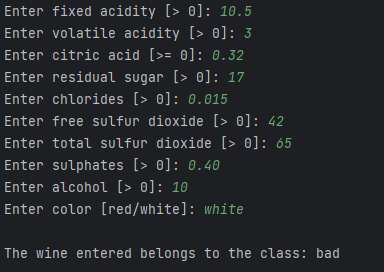 Enter fixed acidity [> 0]: 10.5
Enter volatile acidity [> 0]: 3
Enter citric acid [>= 0]: 0.32
Enter residual sugar [> 0]: 17
Enter chlorides [> 0]: 0.015
Enter free sulfur dioxide [> 0]: 42
Enter total sulfur dioxide [> 0]: 65
Enter sulphates [> 0]: 0.40
Enter alcohol [> 0]: 10
Enter color [red/white]: white
The wine entered belongs to the class: bad